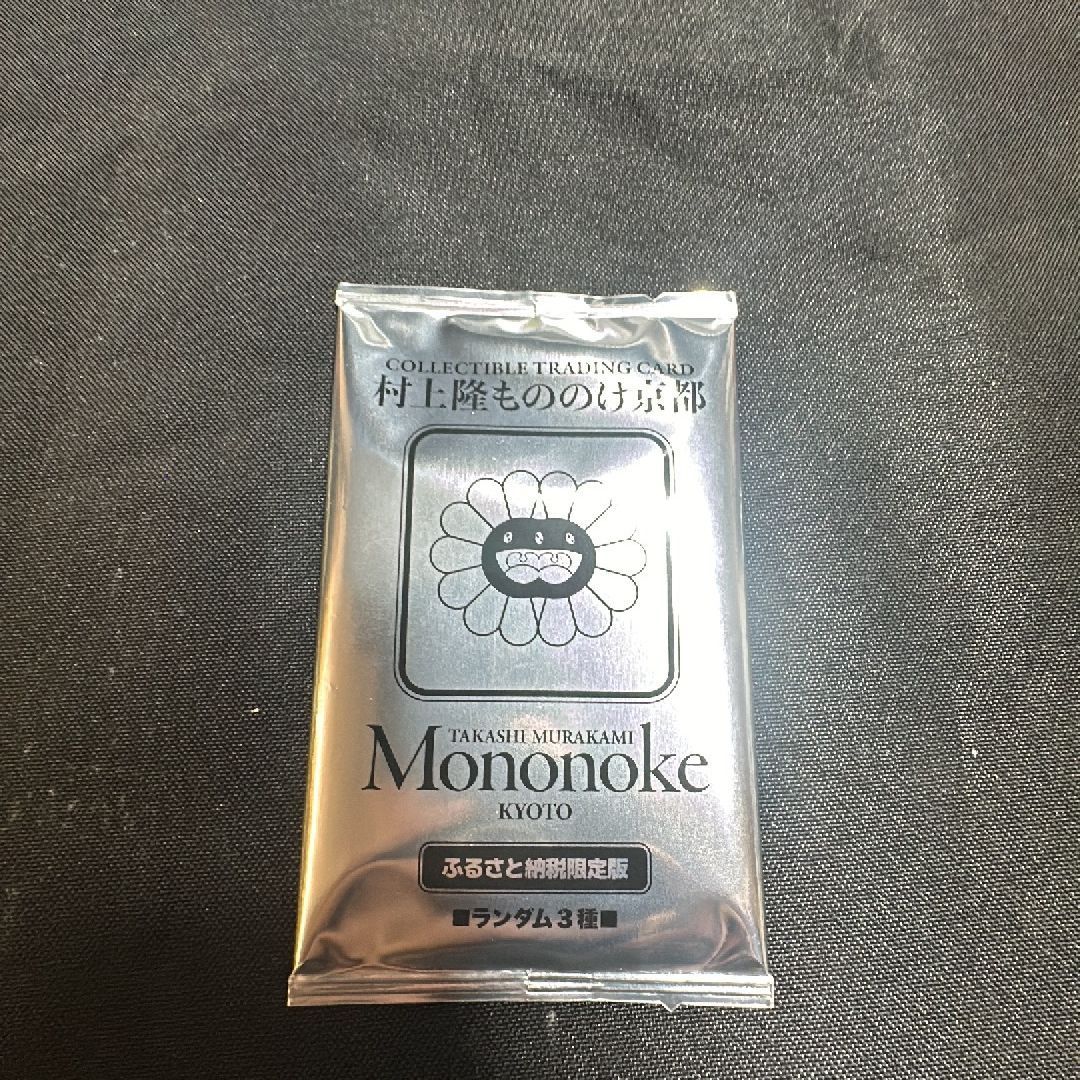 COLLECTIBLE TRADING CARD
村上隆もののけ京都
TAKASHI MURAKAMI
Mononoke
KYOTO
ふるさと納税限定版
■ランダム3種■